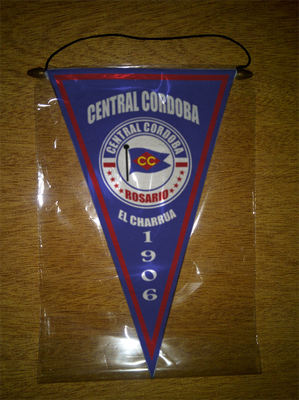 CENTRAL CORDOBA
CENTRAL CORDOBA
CC
ROSARIO
EL CHARRUA
1906